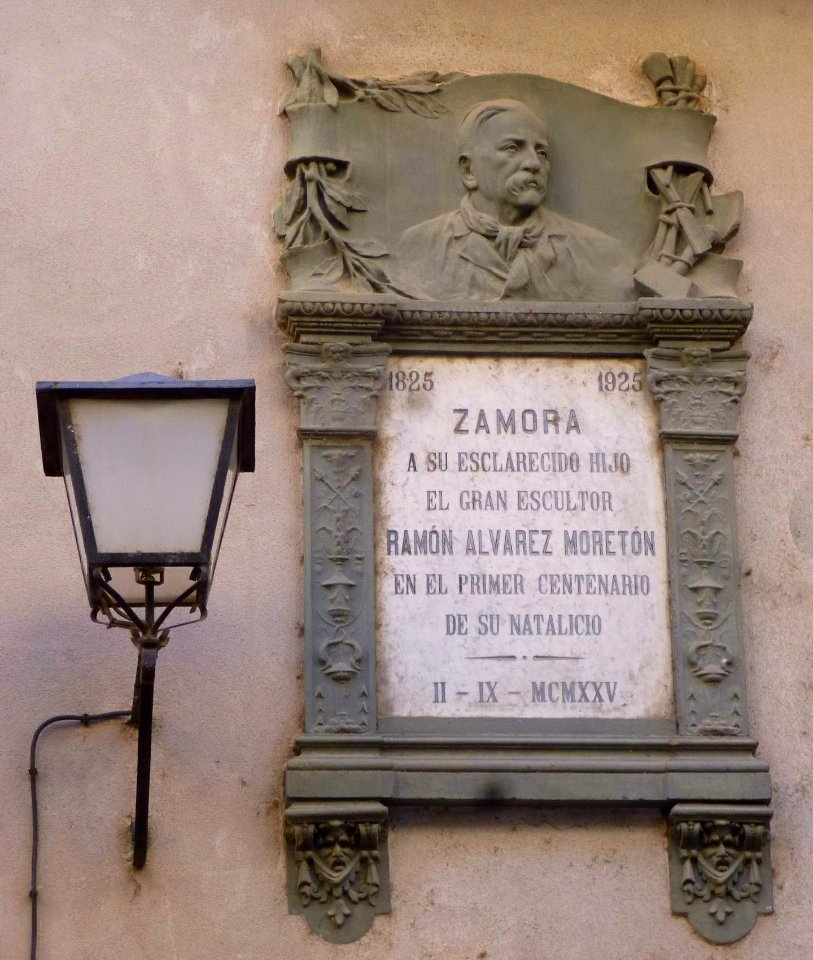 1825 1925
ZAMORA
A SU ESCLARECIDO HIJO
EL GRAN ESCULTOR
RAMÓN ALVAREZ MORETÓN
EN EL PRIMER CENTENARIO
DE SU NATALICIO
II - IX - MCMXXV